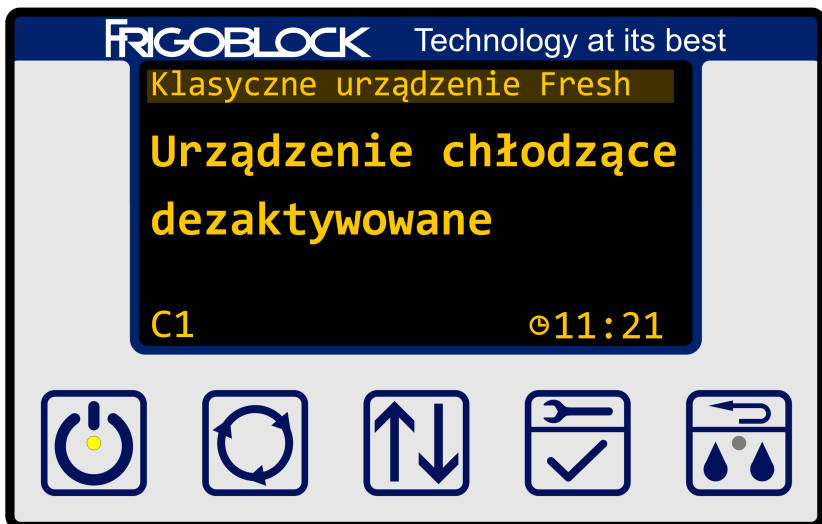 FRIGOBLOCK Technology at its best
Klasyczne urządzenie Fresh
Urządzenie chłodzące
dezaktywowane
C1 11:21